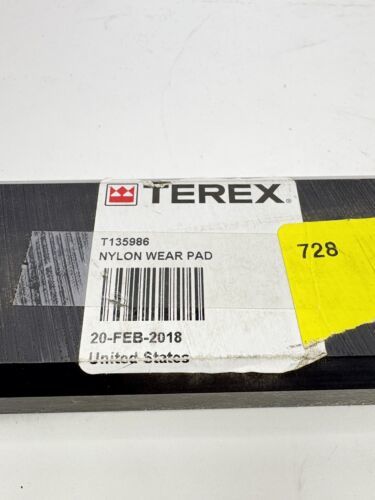 TEREX®
T135986
NYLON WEAR PAD
728
20-FEB-2018
United States